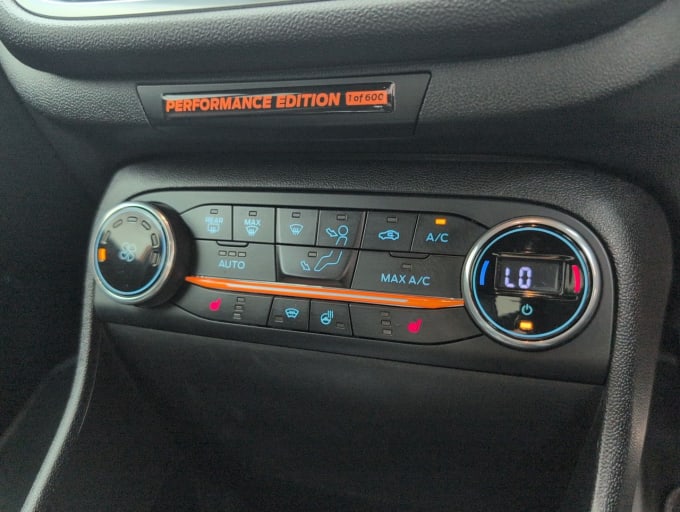 PERFORMANCE EDITION 1 of 600
REAR MAX A/C
AUTO MAX A/C
LO